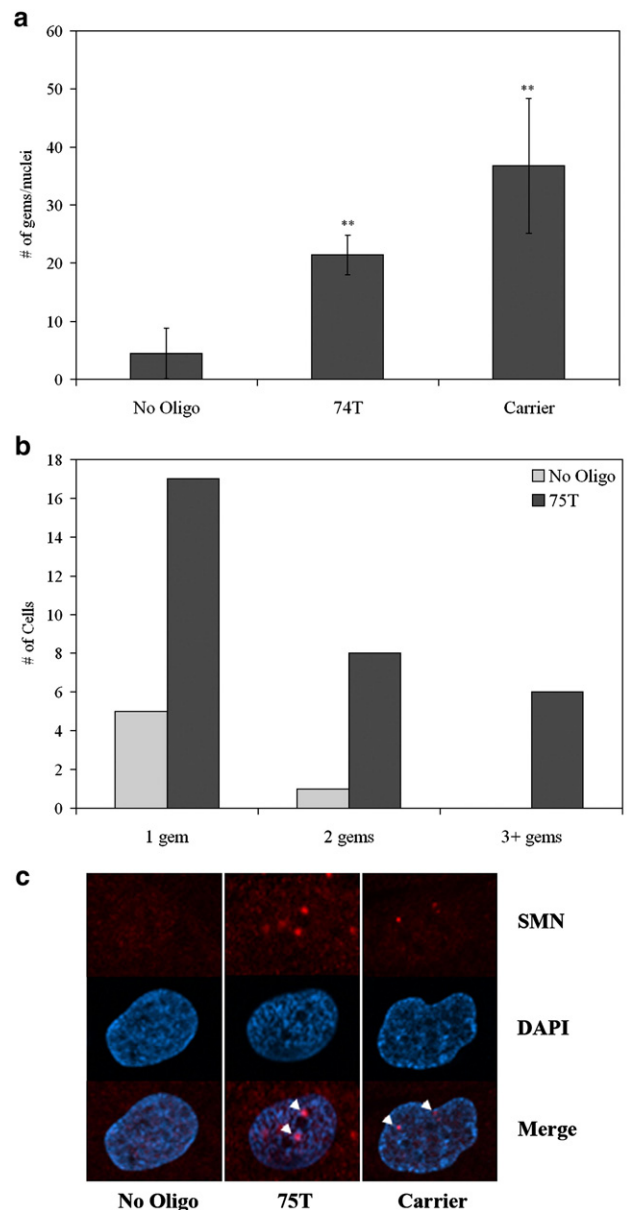 a
# of gems/nuclei
60
50
40
30
20
10
0
**
**
No Oligo
74T
Carrier
b
# of Cells
18
16
14
12
10
8
6
4
2
0
No Oligo
75T
1 gem
2 gems
3+ gems
c
SMN
DAPI
Merge
No Oligo
75T
Carrier